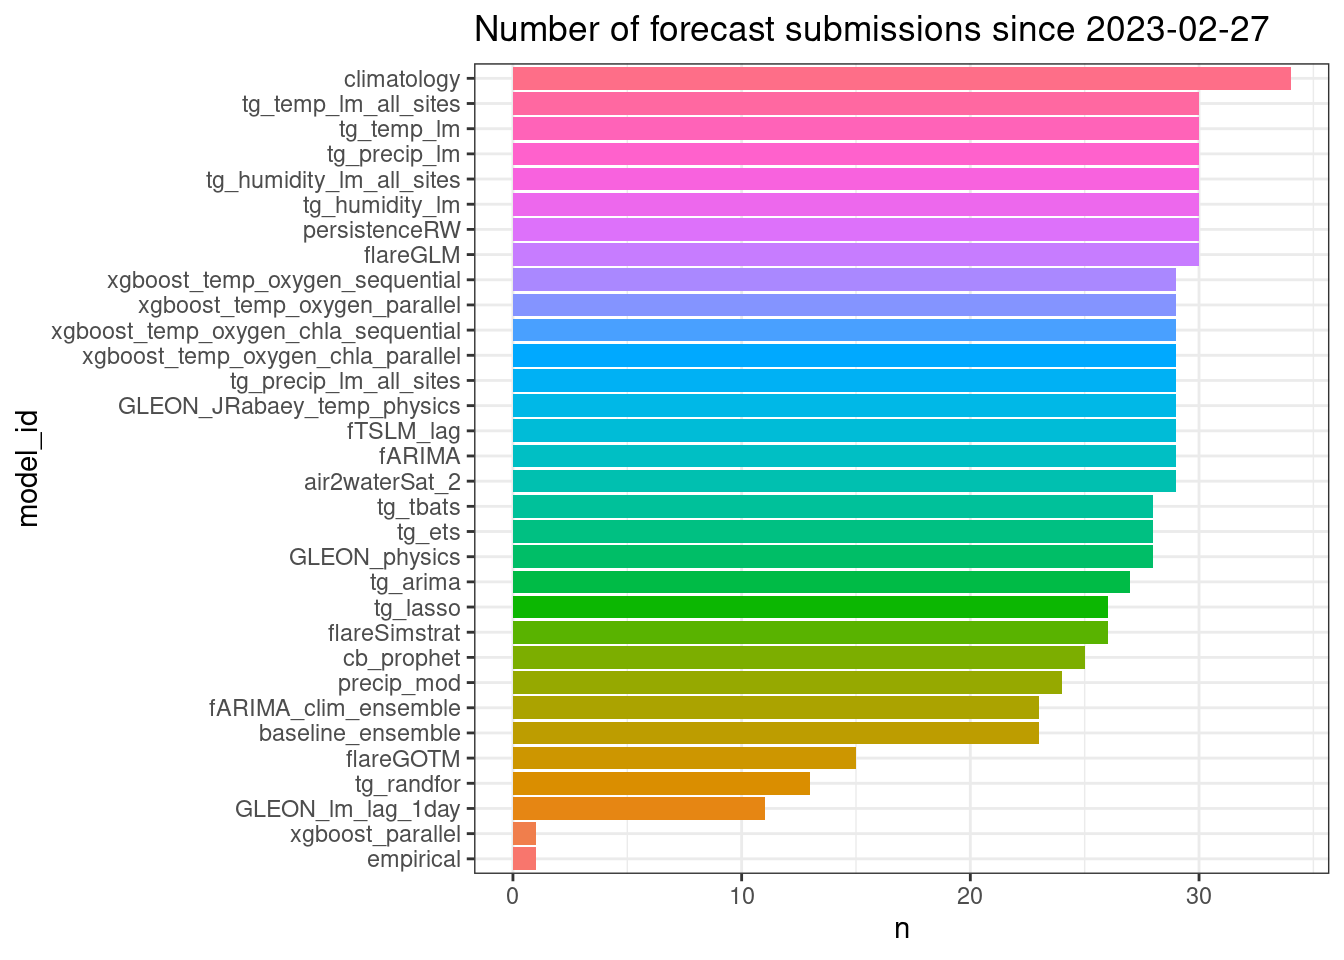 Number of forecast submissions since 2023-02-27
climatology
tg_temp_lm_all_sites
tg_temp_lm
tg_precip_lm
tg_humidity_lm_all_sites
tg_humidity_lm
persistenceRW
flareGLM
xgboost_temp_oxygen_sequential
xgboost_temp_oxygen_parallel
xgboost_temp_oxygen_chla_sequential
xgboost_temp_oxygen_chla_parallel
tg_precip_lm_all_sites
GLEON_JRabaey_temp_physics
fTSLM_lag
fARIMA
air2waterSat_2
tg_tbats
tg_ets
GLEON_physics
tg_arima
tg_lasso
flareSimstrat
cb_prophet
precip_mod
fARIMA_clim_ensemble
baseline_ensemble
flareGOTM
tg_randfor
GLEON_lm_lag_1day
xgboost_parallel
empirical
model_id
0 10 20 30
n